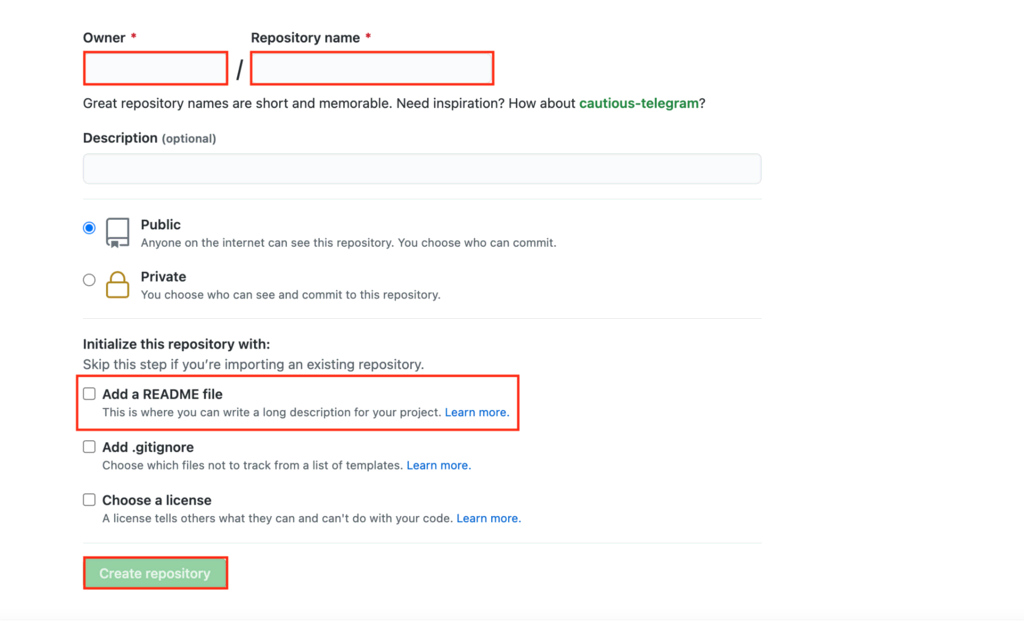 Owner * Repository name *
/
Great repository names are short and memorable. Need inspiration? How about cautious-telegram?
Description (optional)
Public
Anyone on the internet can see this repository. You choose who can commit.
Private
You choose who can see and commit to this repository.
Initialize this repository with:
Skip this step if you’re importing an existing repository.
Add a README file
This is where you can write a long description for your project. Learn more.
Add .gitignore
Choose which files not to track from a list of templates. Learn more.
Choose a license
A license tells others what they can and can't do with your code. Learn more.
Create repository